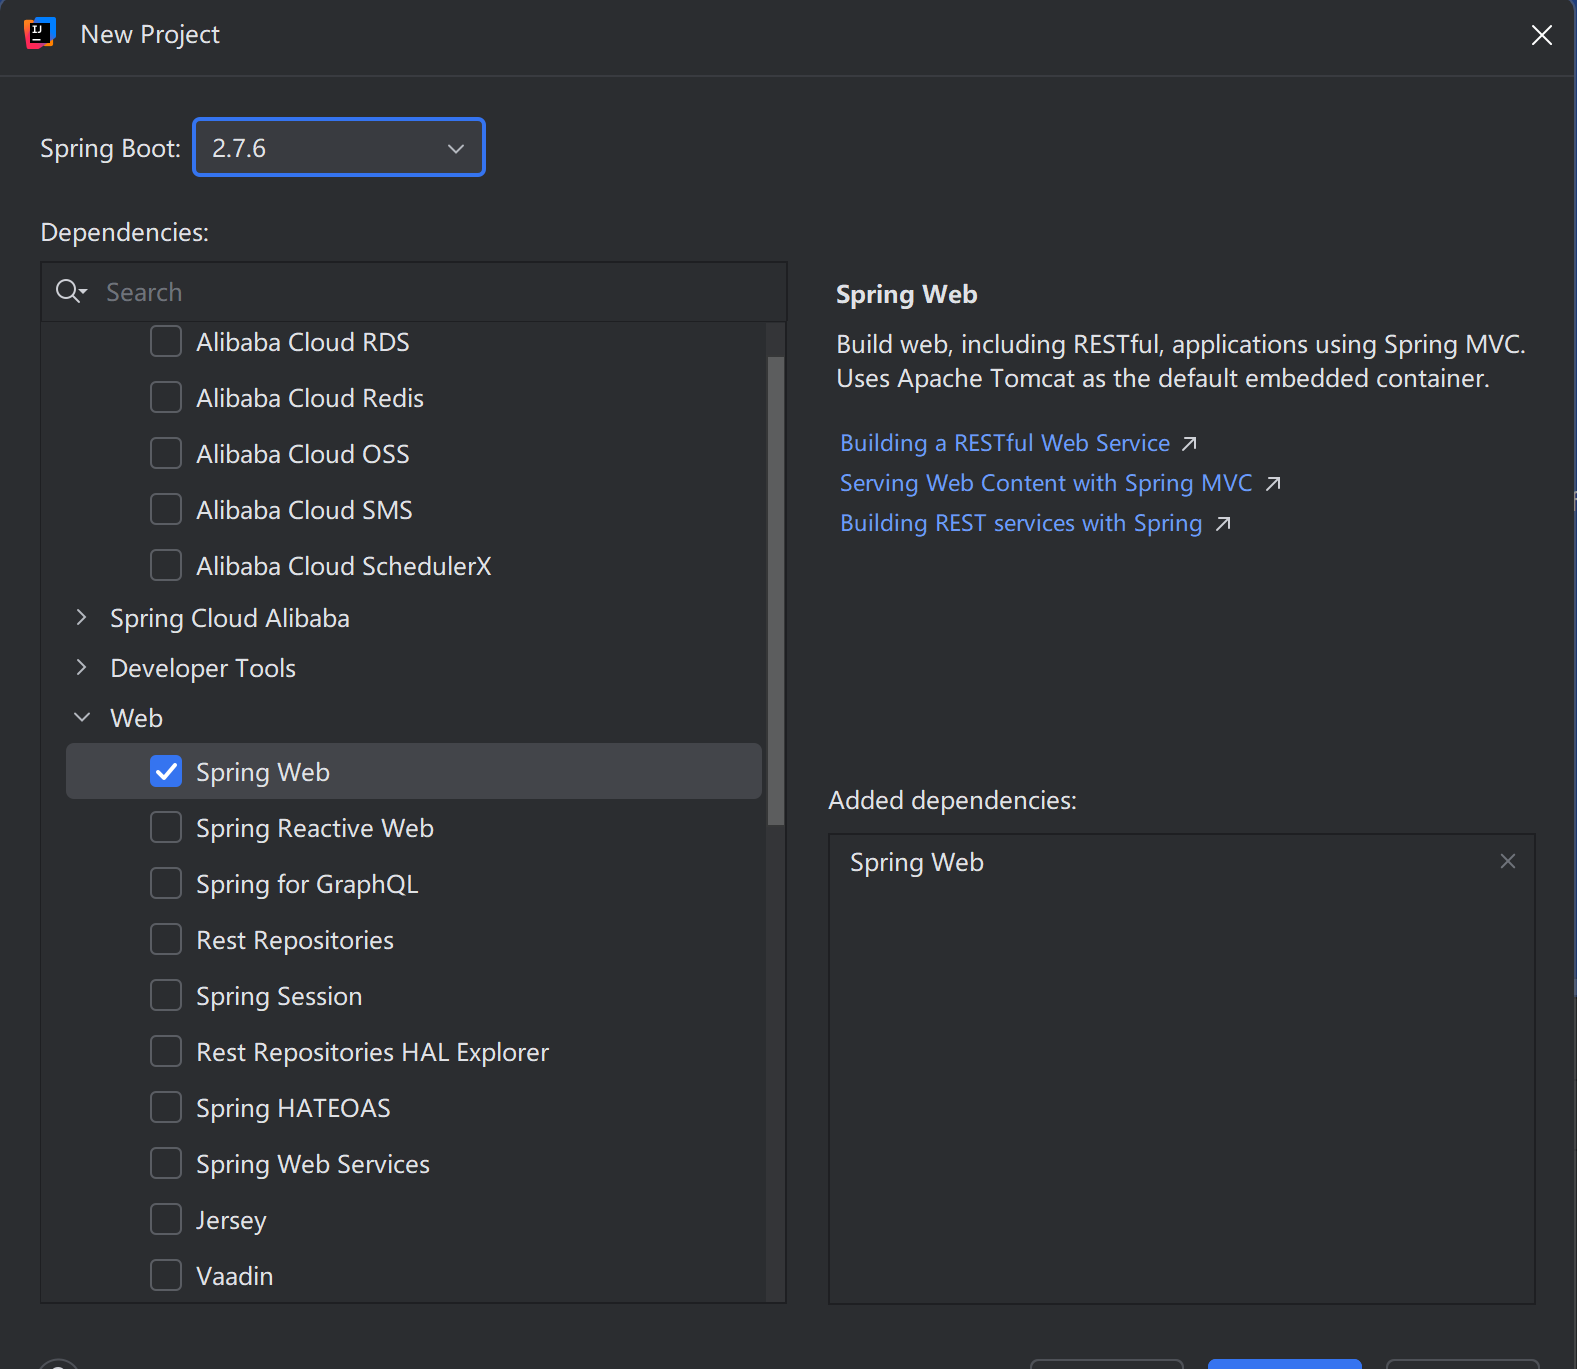 New Project
Spring Boot: 2.7.6
Dependencies:
Search
Alibaba Cloud RDS
Alibaba Cloud Redis
Alibaba Cloud OSS
Alibaba Cloud SMS
Alibaba Cloud SchedulerX
Spring Cloud Alibaba
Developer Tools
Web
Spring Web
Spring Reactive Web
Spring for GraphQL
Rest Repositories
Spring Session
Rest Repositories HAL Explorer
Spring HATEOAS
Spring Web Services
Jersey
Vaadin
Spring Web
Build web, including RESTful, applications using Spring MVC.
Uses Apache Tomcat as the default embedded container.
Building a RESTful Web Service
Serving Web Content with Spring MVC
Building REST services with Spring
Added dependencies:
Spring Web